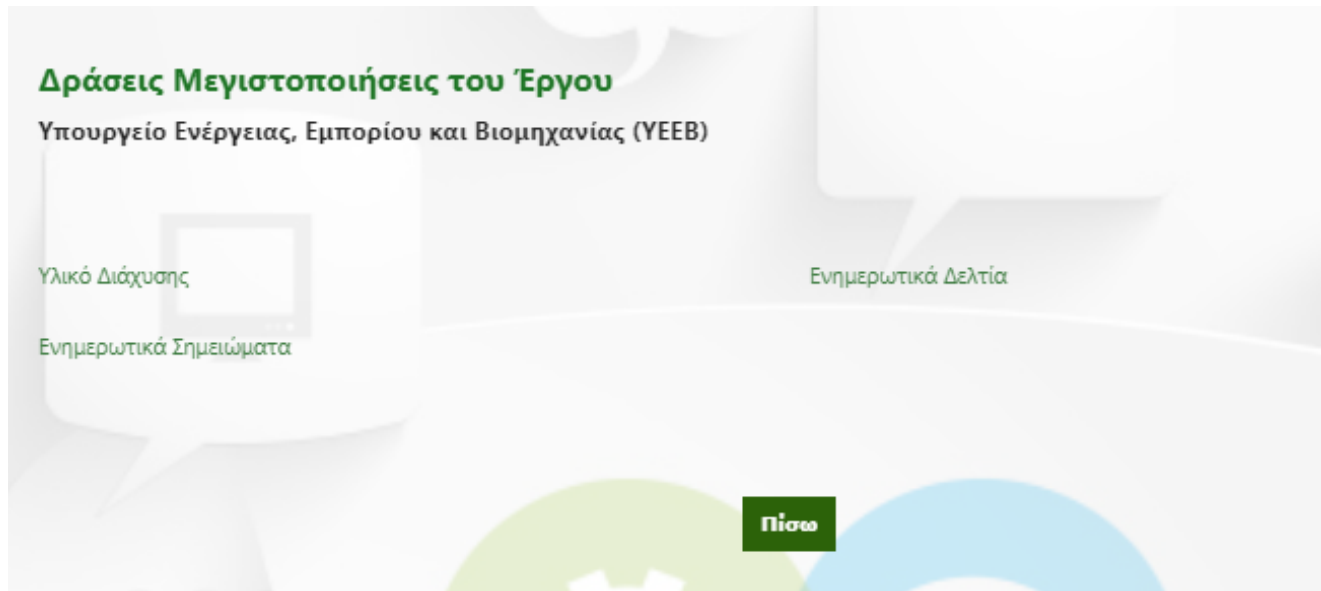 Δράσεις Μεγιστοποιήσεις του Έργου
Υπουργείο Ενέργειας, Εμπορίου και Βιομηχανίας (ΥΕΕΒ)
Υλικό Διάχυσης
Ενημερωτικά Δελτία
Ενημερωτικά Σημειώματα
Πίσω